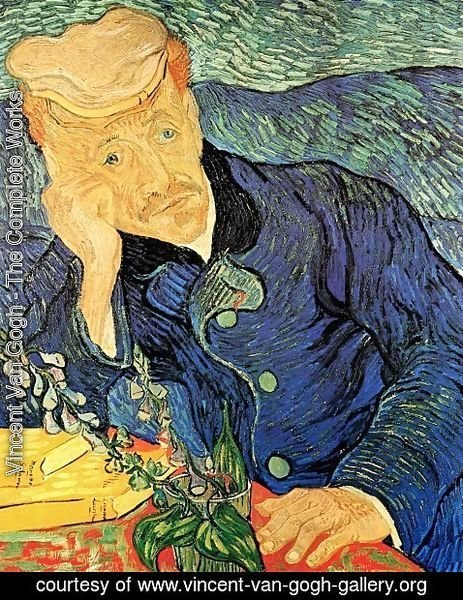 Vincent Van Gogh - The Complete Works
courtesy of www.vincent-van-gogh-gallery.org